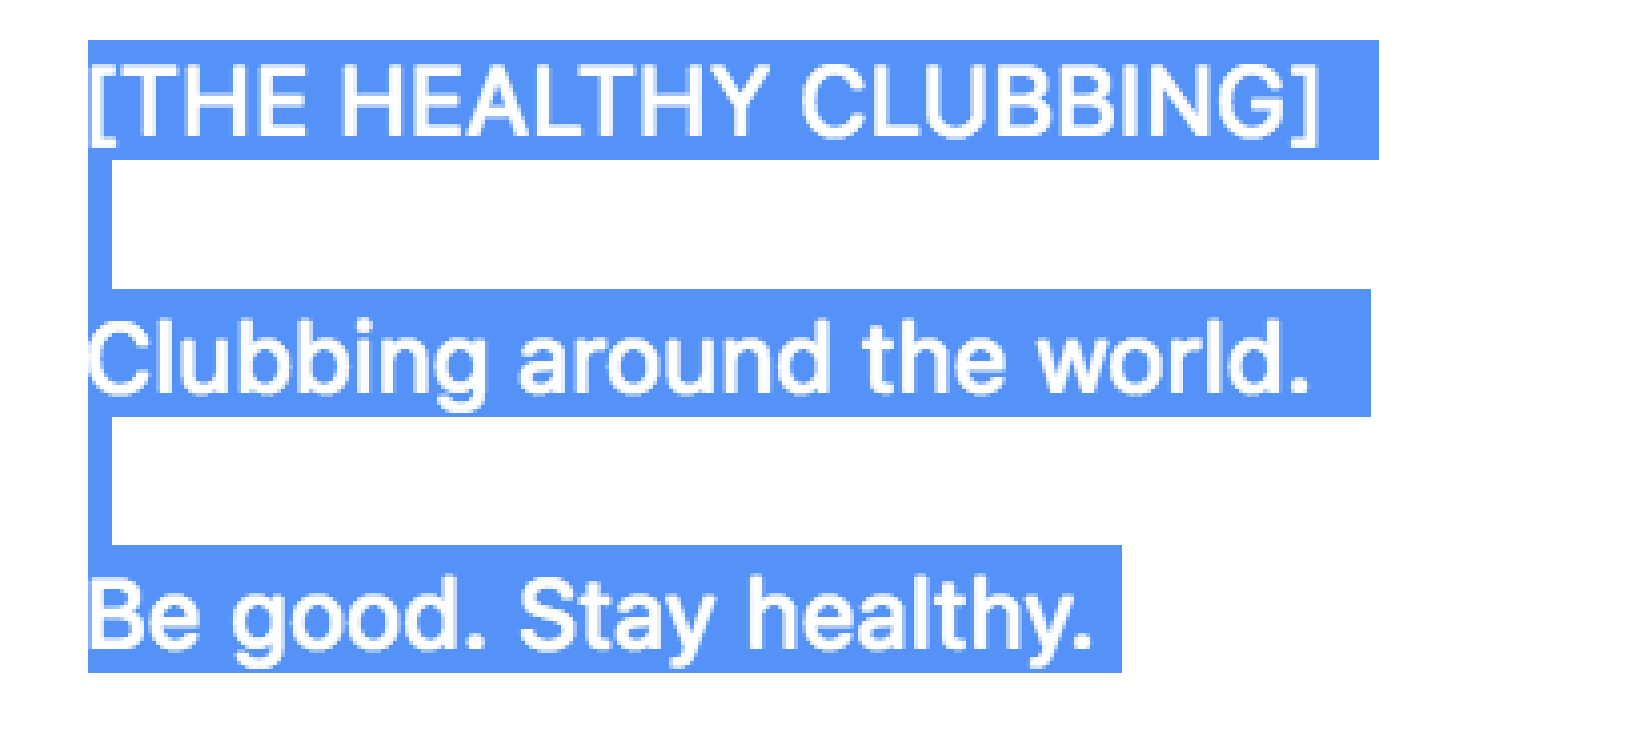 [THE HEALTHY CLUBBING]
Clubbing around the world.
Be good. Stay healthy.